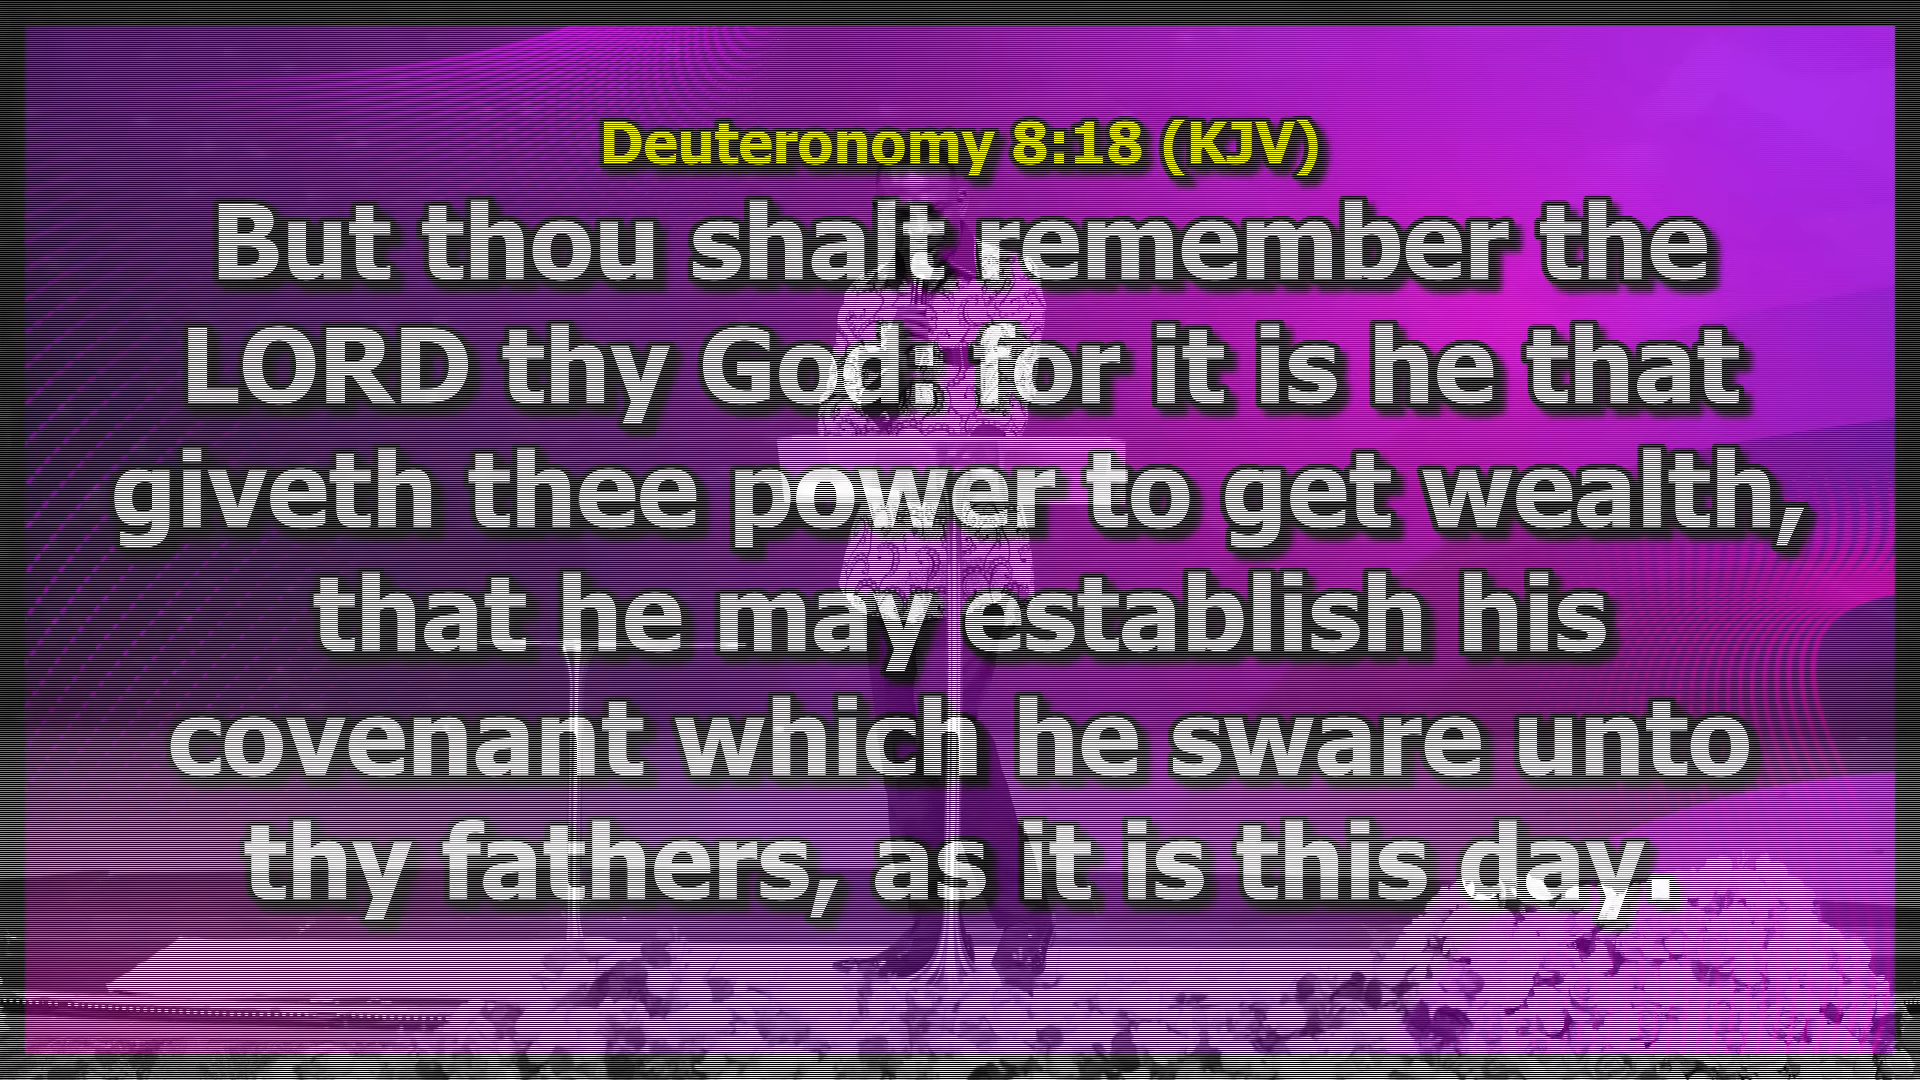 Deuteronomy 8:18 (KJV)
But thou shalt remember the
LORD thy God: for it is he that
giveth thee power to get wealth,
that he may establish his
covenant which he sware unto
thy fathers, as it is this day.